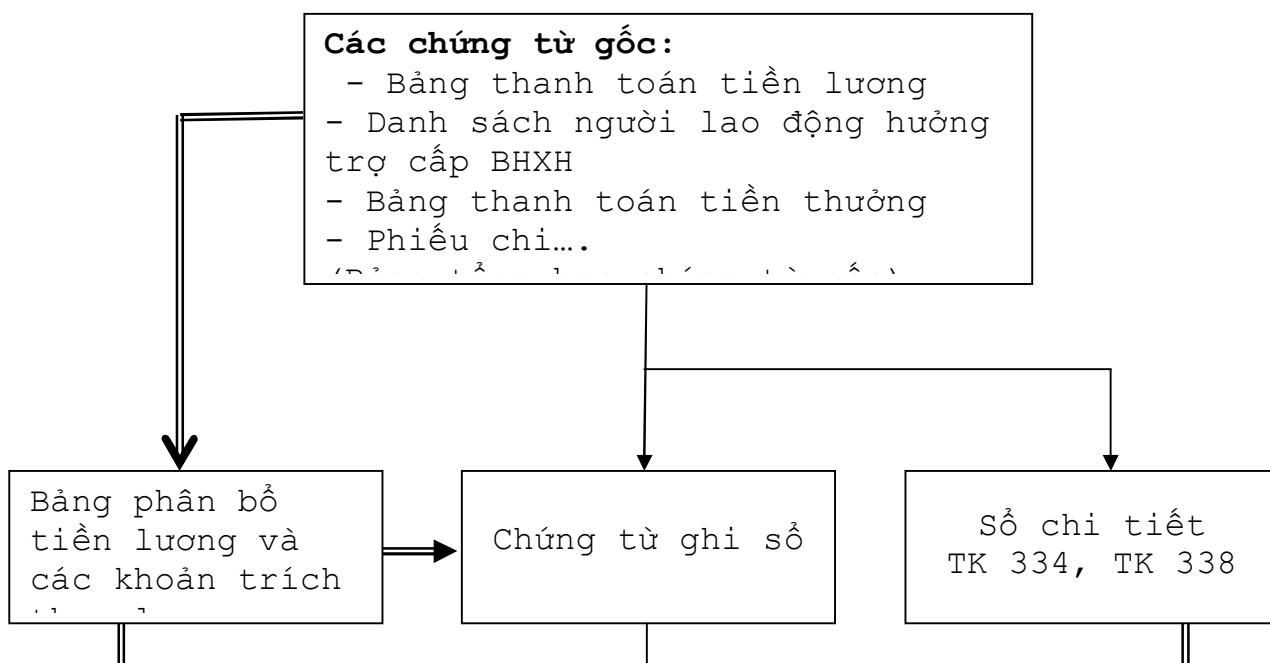 Các chứng từ gốc:
- Bảng thanh toán tiền lương
- Danh sách người lao động hưởng
trợ cấp BHXH
- Bảng thanh toán tiền thưởng
- Phiếu chi….
Bảng phân bổ
tiền lương và
các khoản trích
Chứng từ ghi sổ
Sổ chi tiết
TK 334, TK 338